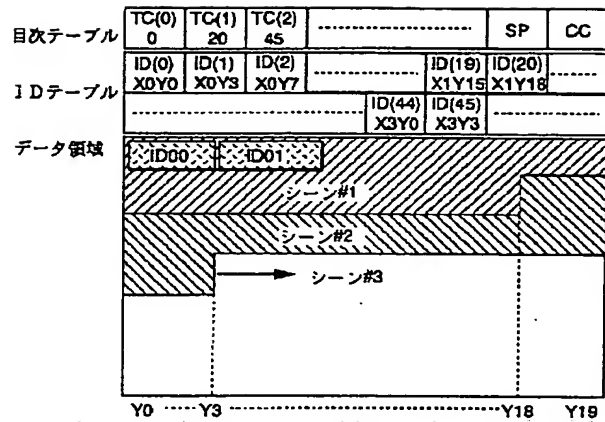 目次テーブル TC(0) TC(1) TC(2) SP CC
0 20 45
IDテーブル ID(0) ID(1) ID(2) ID(19) ID(20)
X0Y0 X0Y3 X0Y7 X1Y15 X1Y18
ID(44) ID(45)
X3Y0 X3Y3
データ領域 ID00 ID01
シーン#1
シーン#2
シーン#3
Y0 Y3 Y18 Y19